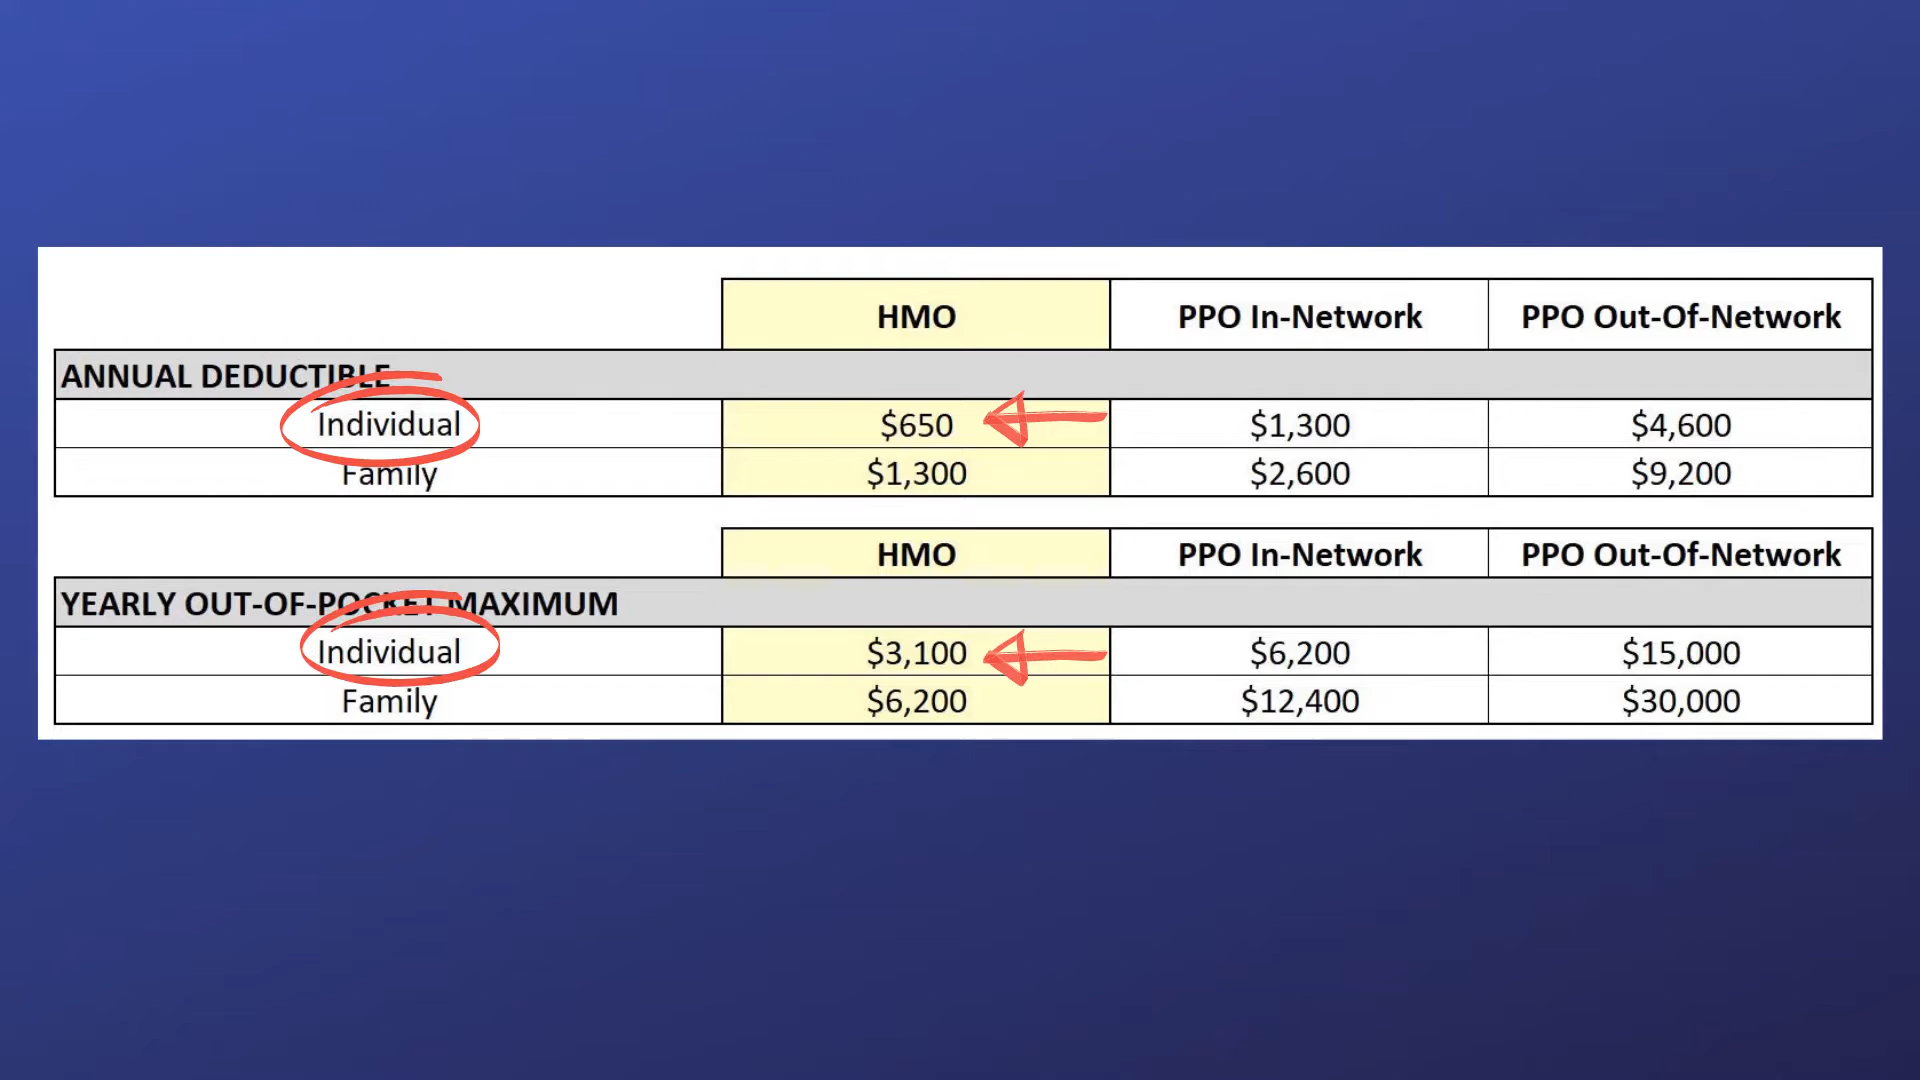 HMO PPO In-Network PPO Out-Of-Network
ANNUAL DEDUCTIBLE
Individual $650 $1,300 $4,600
Family $1,300 $2,600 $9,200
HMO PPO In-Network PPO Out-Of-Network
YEARLY OUT-OF-POCKET MAXIMUM
Individual $3,100 $6,200 $15,000
Family $6,200 $12,400 $30,000